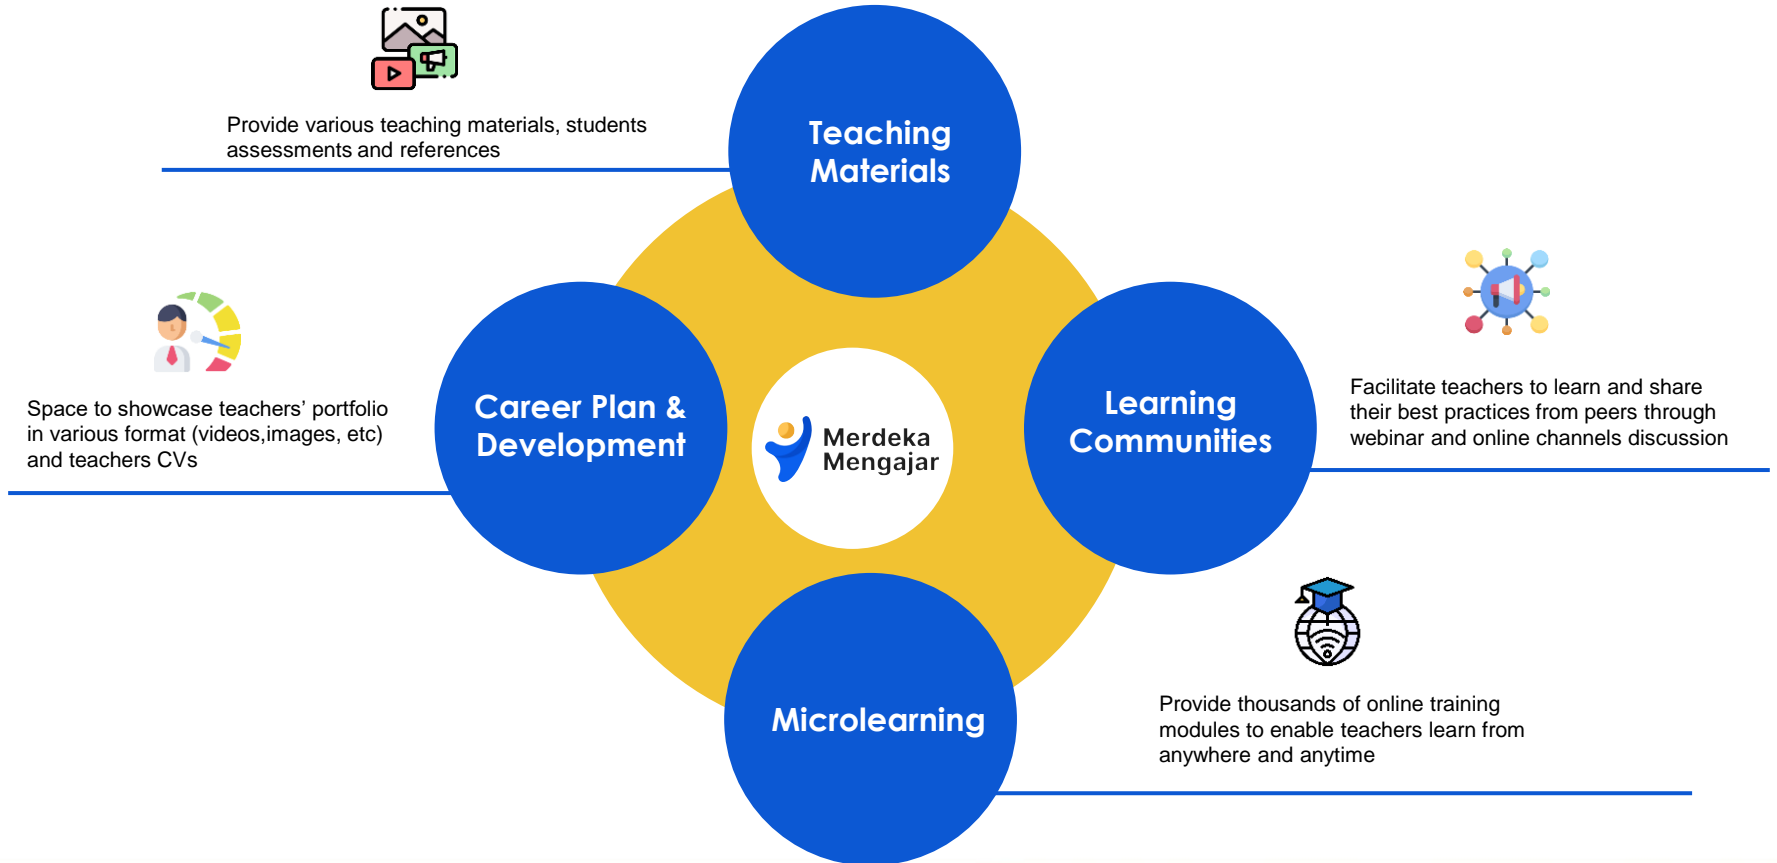 Provide various teaching materials, students
assessments and references
Teaching
Materials
Space to showcase teachers’ portfolio
in various format (videos,images, etc)
and teachers CVs
Career Plan &
Development
Merdeka
Mengajar
Learning
Communities
Facilitate teachers to learn and share
their best practices from peers through
webinar and online channels discussion
Microlearning
Provide thousands of online training
modules to enable teachers learn from
anywhere and anytime